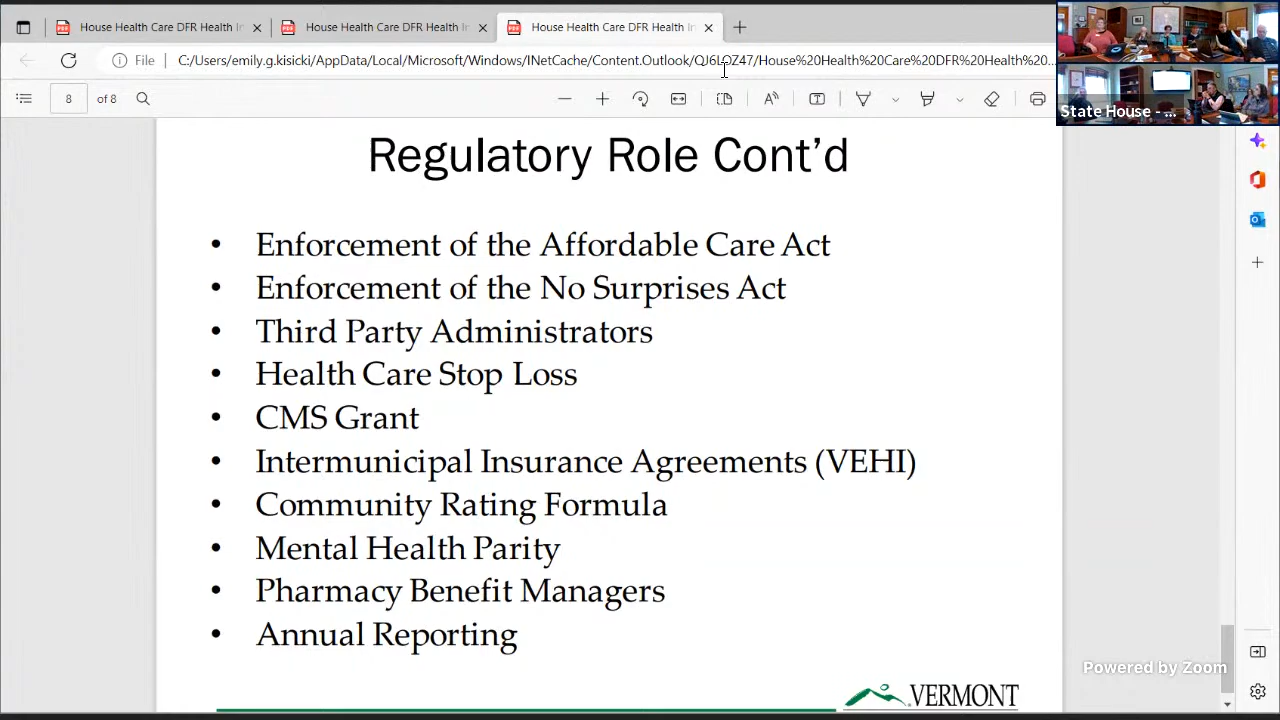 House Health Care DFR Health In
House Health Care DFR Health In
House Health Care DFR Health In
File
C:/Users/emily.g.kisicki/AppData/Local/Microsoft/Windows/INetCache/Content.Outlook/QJ6LOZ47/House%20Health%20Care%20DFR%20Health%20...
8 of 8
State House - ...
Regulatory Role Cont’d
• Enforcement of the Affordable Care Act
• Enforcement of the No Surprises Act
• Third Party Administrators
• Health Care Stop Loss
• CMS Grant
• Intermunicipal Insurance Agreements (VEHI)
• Community Rating Formula
• Mental Health Parity
• Pharmacy Benefit Managers
• Annual Reporting
Powered by Zoom
VERMONT